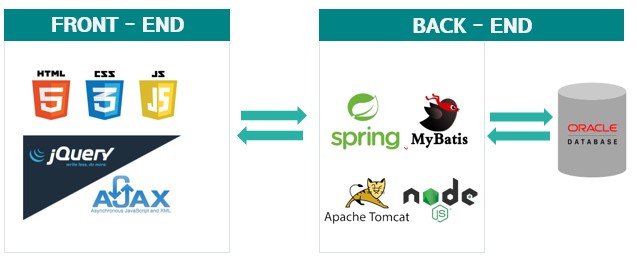 FRONT - END
HTML
CSS
JS
5
3
JS
jQuery
write less, do more.
AJAX
Asynchronous JavaScript and XML
BACK - END
spring
MyBatis
Apache Tomcat
node
JS
ORACLE
DATABASE